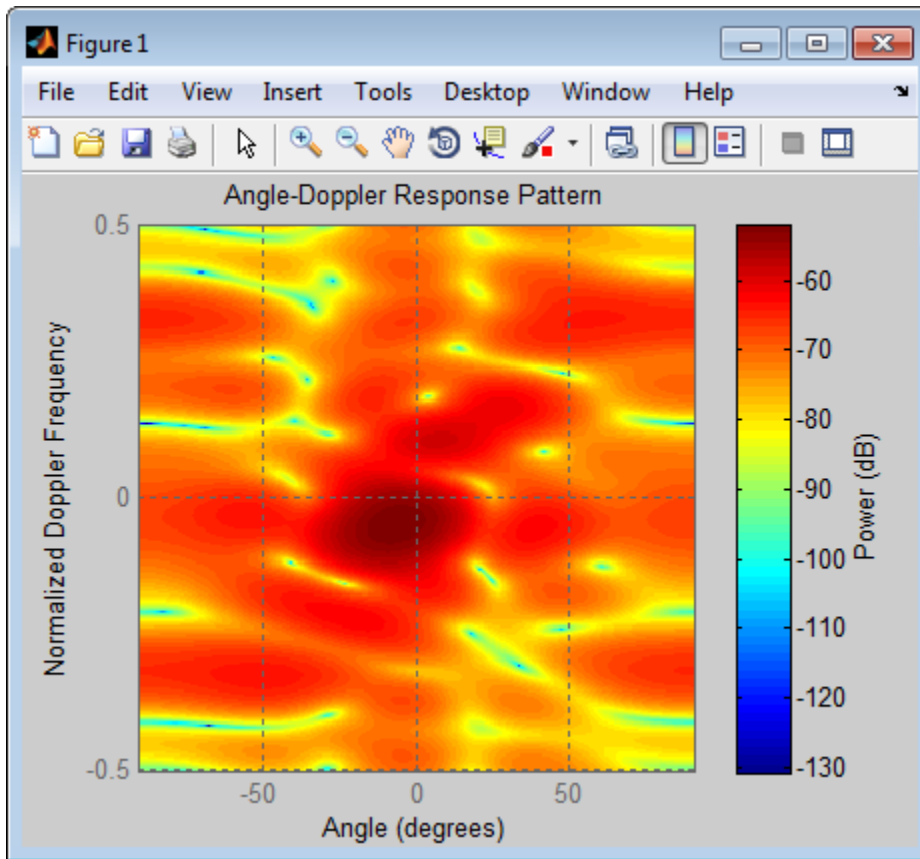 Figure 1
File Edit View Insert Tools Desktop Window Help
Angle-Doppler Response Pattern
0.5
0
-0.5
Normalized Doppler Frequency
-50 0 50
Angle (degrees)
-60
-70
-80
-90
-100
-110
-120
-130
Power (dB)